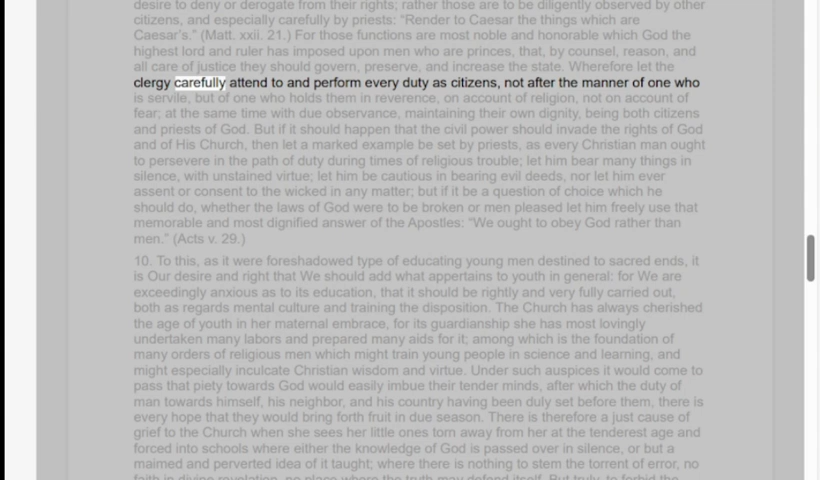 desire to deny or derogate from their rights; rather those are to be diligently observed by other
citizens, and especially carefully by priests: “Render to Caesar the things which are
Caesar’s.” (Matt. xxii. 21.) For those functions are most noble and honorable which God the
highest lord and ruler has imposed upon men who are princes, that, by counsel, reason, and
all care of justice they should govern, preserve, and increase the state. Wherefore let the
clergy carefully attend to and perform every duty as citizens, not after the manner of one who
is servile, but of one who holds them in reverence, on account of religion, not on account of
fear; at the same time with due observance, maintaining their own dignity, being both citizens
and priests of God. But if it should happen that the civil power should invade the rights of God
and of His Church, then let a marked example be set by priests, as every Christian man ought
to persevere in the path of duty during times of religious trouble; let him bear many things in
silence, with unstained virtue; let him be cautious in bearing evil deeds, nor let him ever
assent or consent to the wicked in any matter; but if it be a question of choice which he
should do, whether the laws of God were to be broken or men pleased let him freely use that
memorable and most dignified answer of the Apostles: “We ought to obey God rather than
men.” (Acts v. 29.)
10. To this, as it were foreshadowed type of educating young men destined to sacred ends, it
is Our desire and right that We should add what appertains to youth in general: for We are
exceedingly anxious as to its education, that it should be rightly and very fully carried out,
both as regards mental culture and training the disposition. The Church has always cherished
the age of youth in her maternal embrace, for its guardianship she has most lovingly
undertaken many labors and prepared many aids for it; among which is the foundation of
many orders of religious men which might train young people in science and learning, and
might especially inculcate Christian wisdom and virtue. Under such auspices it would come to
pass that piety towards God would easily imbue their tender minds, after which the duty of
man towards himself, his neighbor, and his country having been duly set before them, there is
every hope that they would bring forth fruit in due season. There is therefore a just cause of
grief to the Church when she sees her little ones torn away from her at the tenderest age and
forced into schools where either the knowledge of God is passed over in silence, or but a
maimed and perverted idea of it taught; where there is nothing to stem the torrent of error, no
faith in divine revelation, no place where the truth may defend itself. But truly, to forbid the